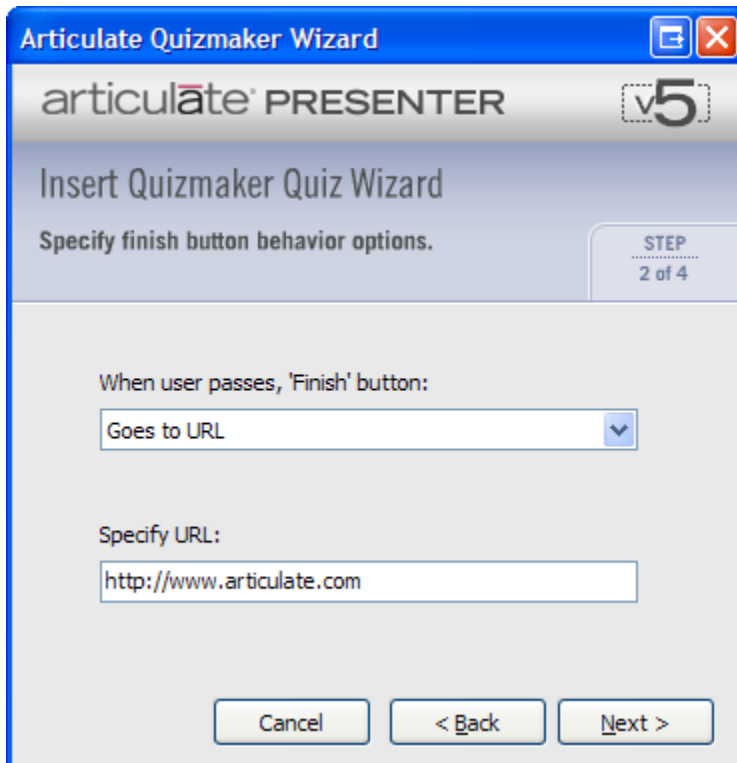 Articulate Quizmaker Wizard
articulāte PRESENTER v5
Insert Quizmaker Quiz Wizard
Specify finish button behavior options.
STEP
2 of 4
When user passes, 'Finish' button:
Goes to URL
Specify URL:
http://www.articulate.com
Cancel < Back Next >